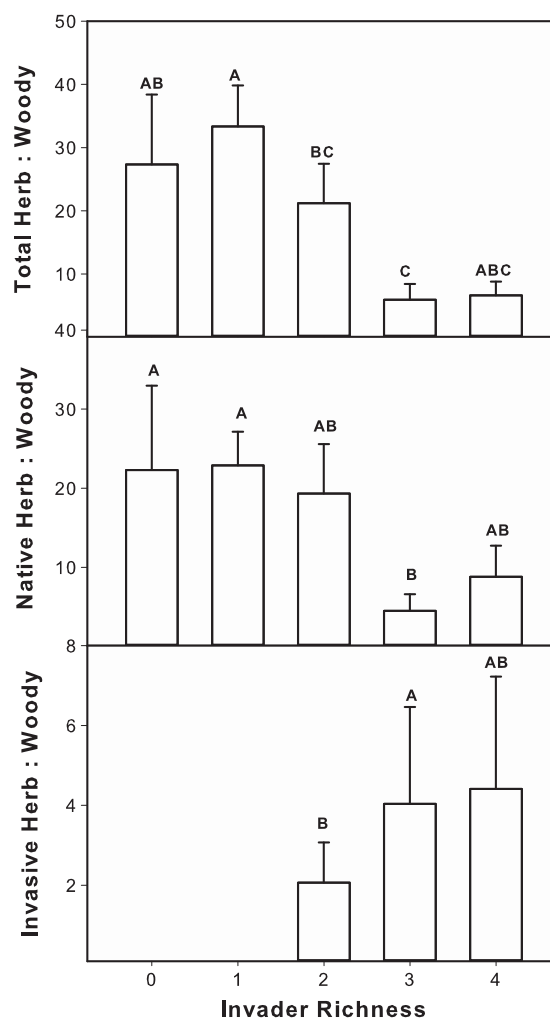 Total Herb : Woody
50
40
30
20
10
AB
A
BC
C
ABC
Native Herb : Woody
40
30
20
10
A
A
AB
B
AB
Invasive Herb : Woody
8
6
4
2
B
A
AB
0 1 2 3 4
Invader Richness